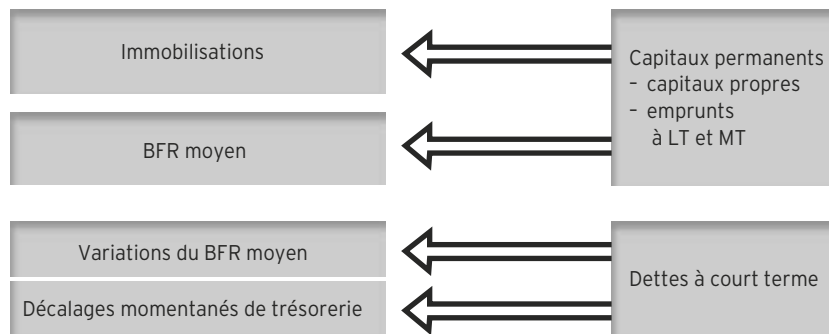 Immobilisations
Capitaux permanents
– capitaux propres
– emprunts
à LT et MT
BFR moyen
Variations du BFR moyen
Dettes à court terme
Décalages momentanés de trésorerie